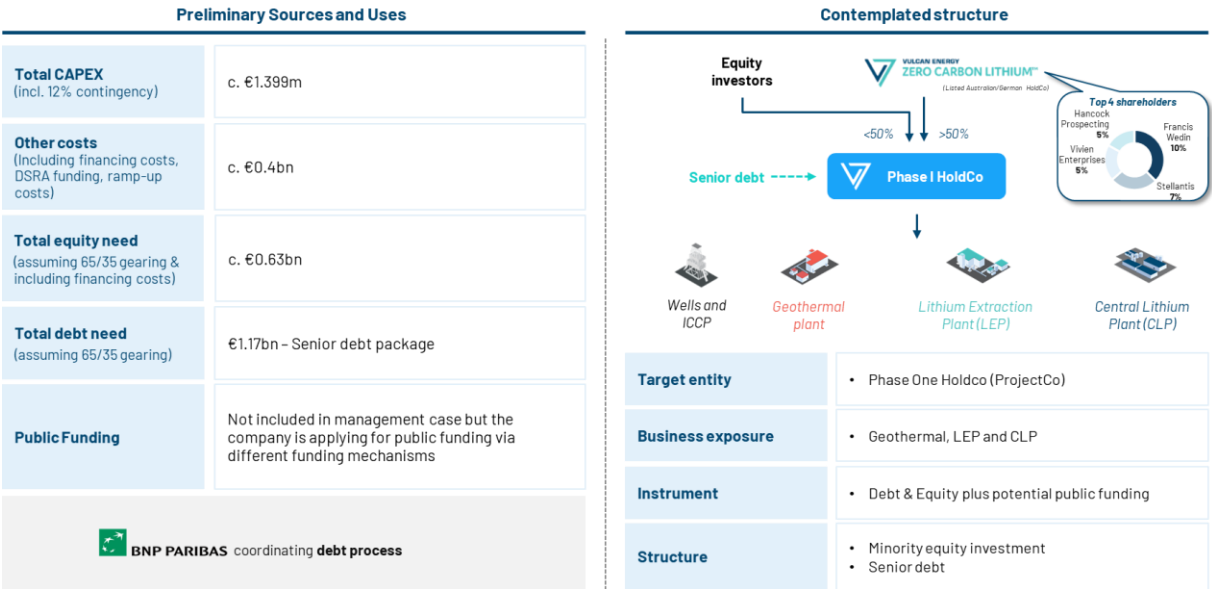 Preliminary Sources and Uses
Total CAPEX
(incl. 12% contingency)
c. €1.399m
Other costs
(Including financing costs,
DSRA funding, ramp-up
costs)
c. €0.4bn
Total equity need
(assuming 65/35 gearing &
including financing costs)
c. €0.63bn
Total debt need
(assuming 65/35 gearing)
€1.17bn – Senior debt package
Public Funding
Not included in management case but the
company is applying for public funding via
different funding mechanisms
BNP PARIBAS coordinating debt process
Contemplated structure
Equity
investors
VULCAN ENERGY
ZERO CARBON LITHIUM™
(Listed Australian/German HoldCo)
Top 4 shareholders
Hancock
Prospecting
5%
Francis
Wedin
10%
Vivien
Enterprises
5%
Stellantis
7%
<50%
>50%
Senior debt
Phase I HoldCo
Wells and
ICCP
Geothermal
plant
Lithium Extraction
Plant (LEP)
Central Lithium
Plant (CLP)
Target entity
• Phase One Holdco (ProjectCo)
Business exposure
• Geothermal, LEP and CLP
Instrument
• Debt & Equity plus potential public funding
Structure
• Minority equity investment
• Senior debt